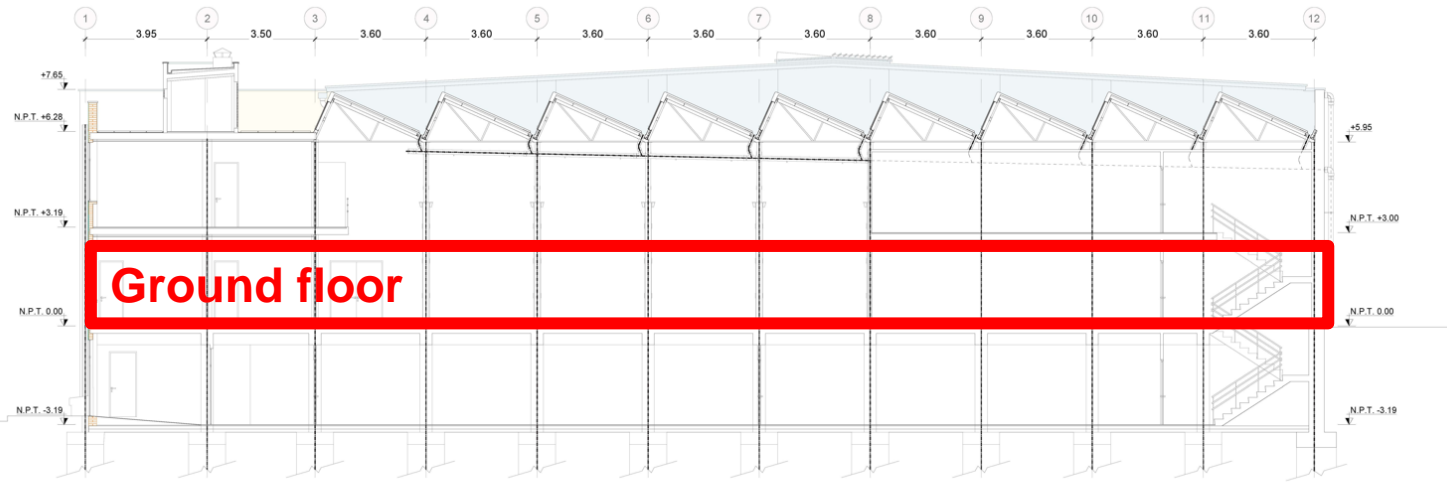 1 2 3 4 5 6 7 8 9 10 11 12
3.95 3.50 3.60 3.60 3.60 3.60 3.60 3.60 3.60 3.60 3.60
+7.65
N.P.T. +6.28
+5.95
N.P.T. +3.19
N.P.T. +3.00
Ground floor
N.P.T. 0.00
N.P.T. 0.00
N.P.T. -3.19
N.P.T. -3.19